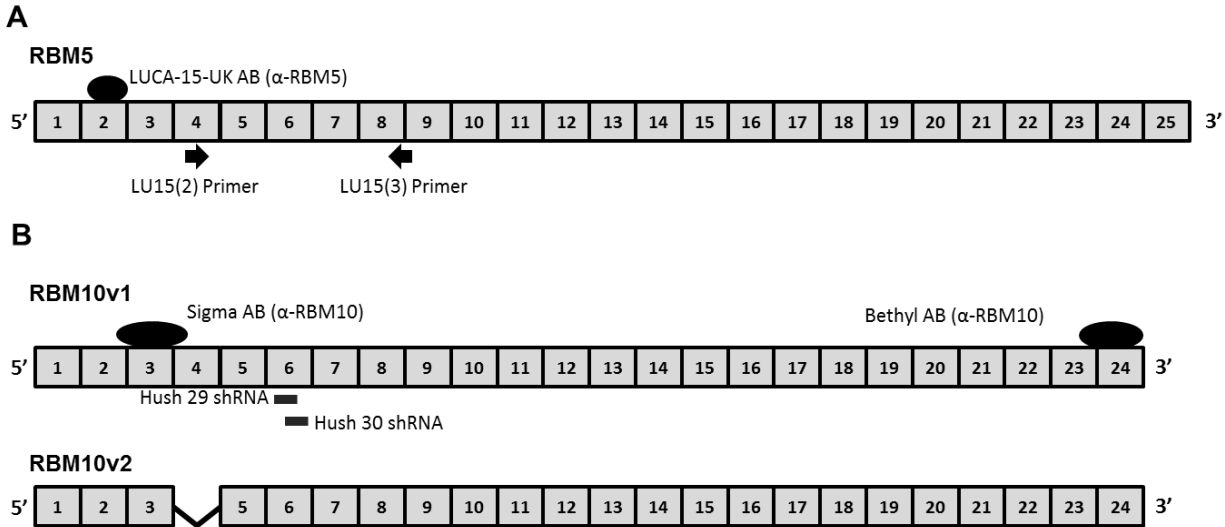 A
RBM5
LUCA-15-UK AB (α-RBM5)
5’ 1 2 3 4 5 6 7 8 9 10 11 12 13 14 15 16 17 18 19 20 21 22 23 24 25 3’
LU15(2) Primer LU15(3) Primer
B
RBM10v1
Sigma AB (α-RBM10) Bethyl AB (α-RBM10)
5’ 1 2 3 4 5 6 7 8 9 10 11 12 13 14 15 16 17 18 19 20 21 22 23 24 3’
Hush 29 shRNA
Hush 30 shRNA
RBM10v2
5’ 1 2 3 5 6 7 8 9 10 11 12 13 14 15 16 17 18 19 20 21 22 23 24 3’